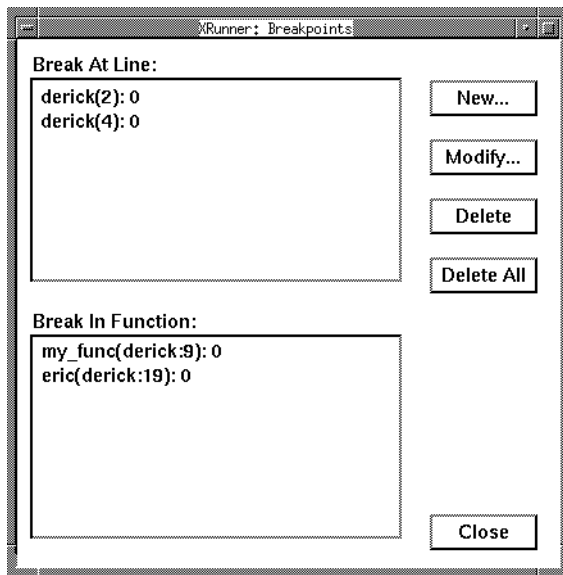 XRunner: Breakpoints
Break At Line:
derick(2): 0
derick(4): 0
New...
Modify...
Delete
Delete All
Break In Function:
my_func(derick:9): 0
eric(derick:19): 0
Close